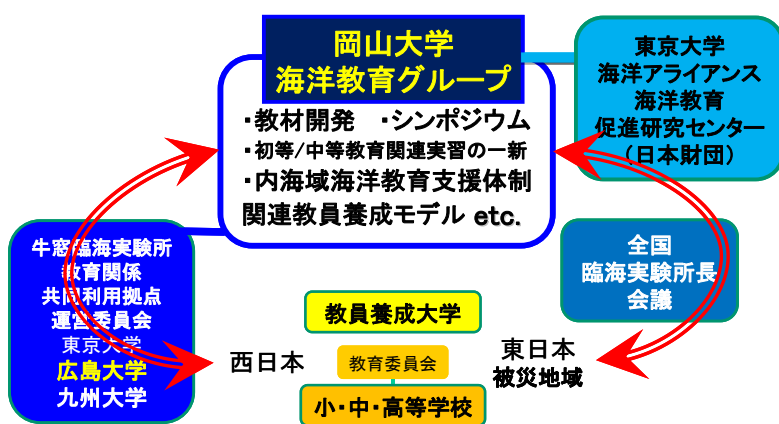 岡山大学
海洋教育グループ
・教材開発　・シンポジウム
・初等/中等教育関連実習の一新
・内海域海洋教育支援体制
関連教員養成モデル etc.
東京大学
海洋アライアンス
海洋教育
促進研究センター
（日本財団）
牛窓臨海実験所
教育関係
共同利用拠点
運営委員会
東京大学
広島大学
九州大学
全国
臨海実験所長
会議
教員養成大学
西日本
教育委員会
小・中・高等学校
東日本
被災地域